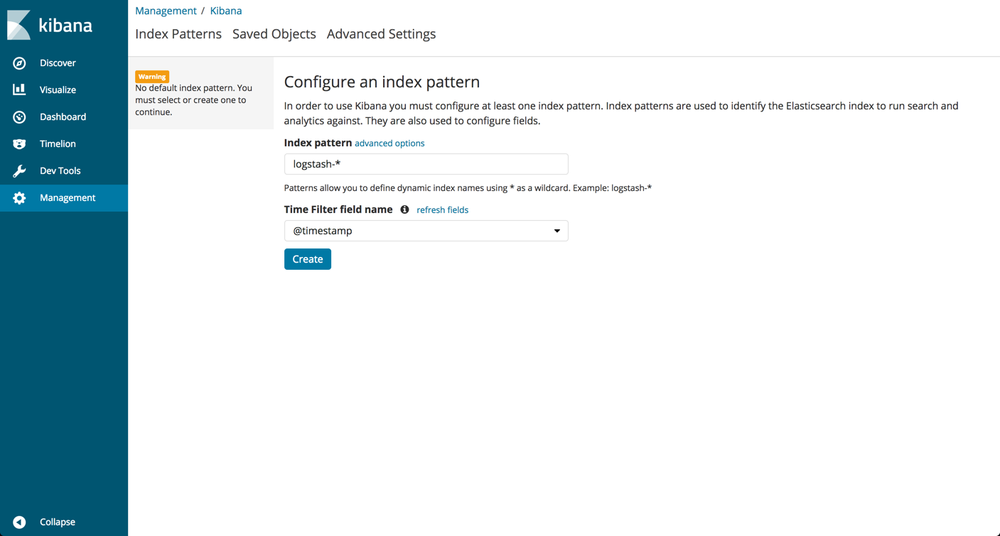 kibana
Discover
Visualize
Dashboard
Timelion
Dev Tools
Management
Collapse
Management / Kibana
Index Patterns Saved Objects Advanced Settings
Warning
No default index pattern. You
must select or create one to
continue.
Configure an index pattern
In order to use Kibana you must configure at least one index pattern. Index patterns are used to identify the Elasticsearch index to run search and
analytics against. They are also used to configure fields.
Index pattern advanced options
logstash-*
Patterns allow you to define dynamic index names using * as a wildcard. Example: logstash-*
Time Filter field name refresh fields
@timestamp
Create